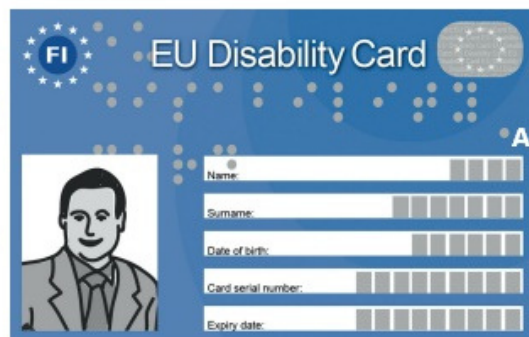 FI
EU Disability Card
A
Name:
Surname:
Date of birth:
Card serial number:
Expiry date: